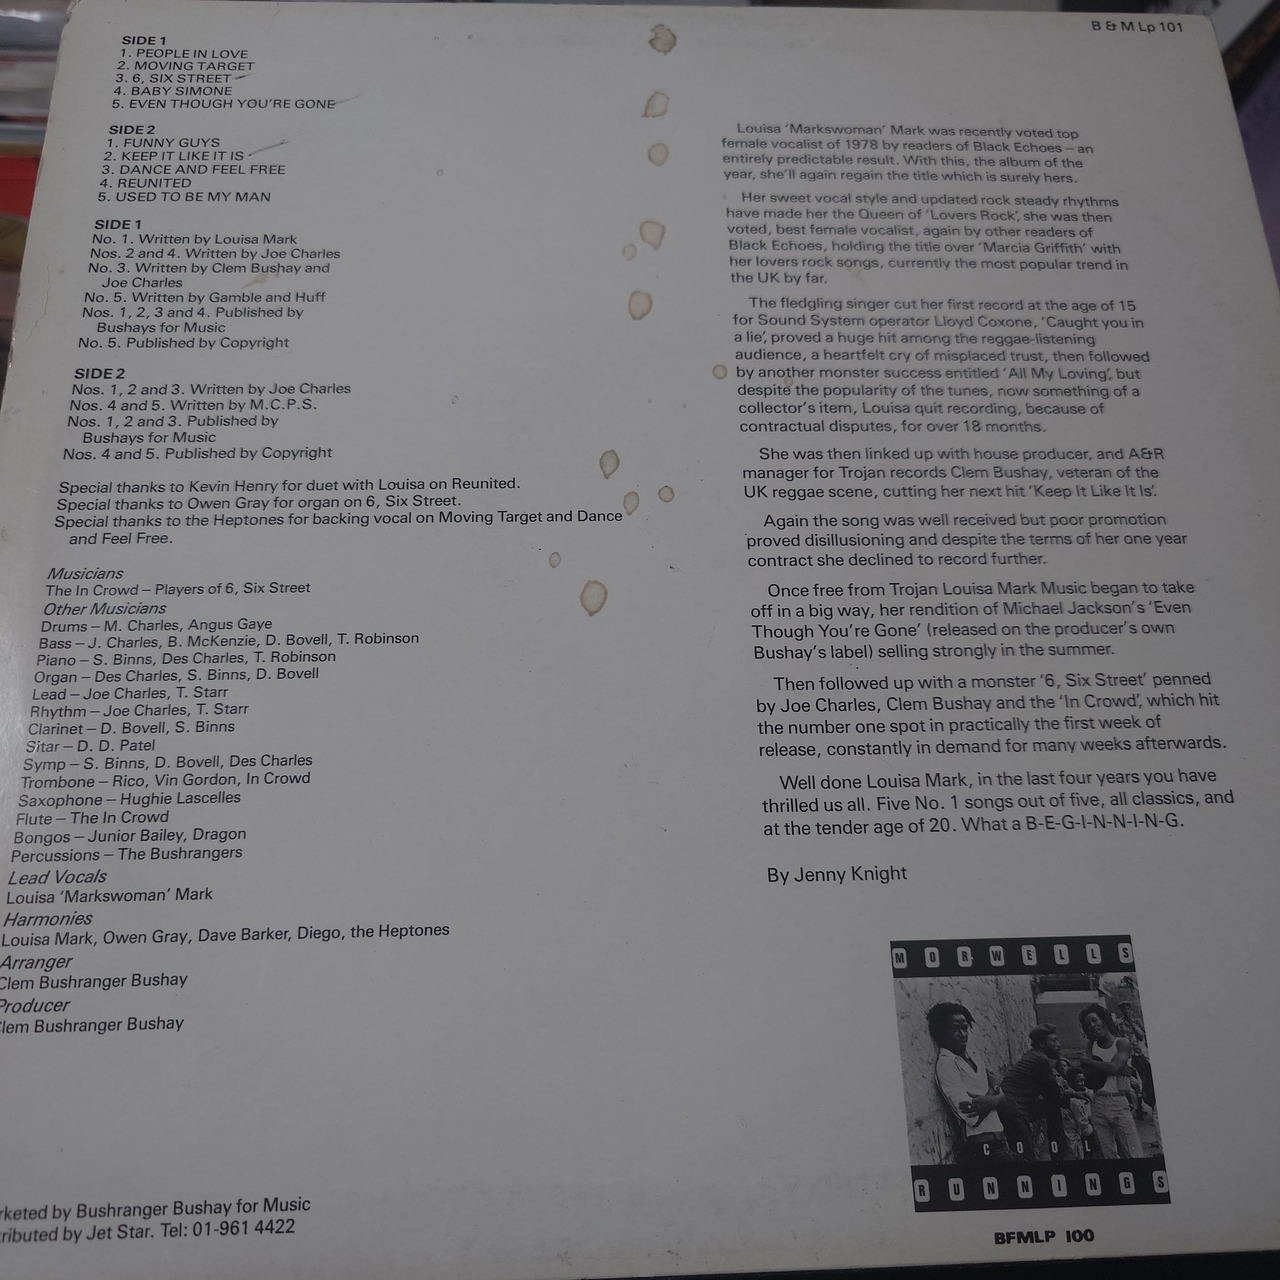 B & M Lp 101
SIDE 1
1. PEOPLE IN LOVE
2. MOVING TARGET
3. 6, SIX STREET
4. BABY SIMONE
5. EVEN THOUGH YOU'RE GONE
SIDE 2
1. FUNNY GUYS
2. KEEP IT LIKE IT IS
3. DANCE AND FEEL FREE
4. REUNITED
5. USED TO BE MY MAN
SIDE 1
No. 1. Written by Louisa Mark
Nos. 2 and 4. Written by Joe Charles
No. 3. Written by Clem Bushay and
Joe Charles
No. 5. Written by Gamble and Huff
Nos. 1, 2, 3 and 4. Published by
Bushays for Music
No. 5. Published by Copyright
SIDE 2
Nos. 1, 2 and 3. Written by Joe Charles
Nos. 4 and 5. Written by M.C.P.S.
Nos. 1, 2 and 3. Published by
Bushays for Music
Nos. 4 and 5. Published by Copyright
Special thanks to Kevin Henry for duet with Louisa on Reunited.
Special thanks to Owen Gray for organ on 6, Six Street.
Special thanks to the Heptones for backing vocal on Moving Target and Dance
and Feel Free.
Musicians
The In Crowd – Players of 6, Six Street
Other Musicians
Drums – M. Charles, Angus Gaye
Bass – J. Charles, B. McKenzie, D. Bovell, T. Robinson
Piano – S. Binns, Des Charles, T. Robinson
Organ – Des Charles, S. Binns, D. Bovell
Lead – Joe Charles, T. Starr
Rhythm – Joe Charles, T. Starr
Clarinet – D. Bovell, S. Binns
Sitar – D. D. Patel
Symp – S. Binns, D. Bovell, Des Charles
Trombone – Rico, Vin Gordon, In Crowd
Saxophone – Hughie Lascelles
Flute – The In Crowd
Bongos – Junior Bailey, Dragon
Percussions – The Bushrangers
Lead Vocals
Louisa 'Markswoman' Mark
Harmonies
Louisa Mark, Owen Gray, Dave Barker, Diego, the Heptones
Arranger
Clem Bushranger Bushay
Producer
lem Bushranger Bushay
rketed by Bushranger Bushay for Music
ributed by Jet Star. Tel: 01-961 4422
Louisa 'Markswoman' Mark was recently voted top
female vocalist of 1978 by readers of Black Echoes – an
entirely predictable result. With this, the album of the
year, she'll again regain the title which is surely hers.
Her sweet vocal style and updated rock steady rhythms
have made her the Queen of 'Lovers Rock', she was then
voted, best female vocalist, again by other readers of
Black Echoes, holding the title over 'Marcia Griffith' with
her lovers rock songs, currently the most popular trend in
the UK by far.
The fledgling singer cut her first record at the age of 15
for Sound System operator Lloyd Coxone, 'Caught you in
a lie', proved a huge hit among the reggae-listening
audience, a heartfelt cry of misplaced trust, then followed
by another monster success entitled 'All My Loving', but
despite the popularity of the tunes, now something of a
collector's item, Louisa quit recording, because of
contractual disputes, for over 18 months.
She was then linked up with house producer, and A&R
manager for Trojan records Clem Bushay, veteran of the
UK reggae scene, cutting her next hit 'Keep It Like It Is'.
Again the song was well received but poor promotion
proved disillusioning and despite the terms of her one year
contract she declined to record further.
Once free from Trojan Louisa Mark Music began to take
off in a big way, her rendition of Michael Jackson's 'Even
Though You're Gone' (released on the producer's own
Bushay's label) selling strongly in the summer.
Then followed up with a monster '6, Six Street' penned
by Joe Charles, Clem Bushay and the 'In Crowd', which hit
the number one spot in practically the first week of
release, constantly in demand for many weeks afterwards.
Well done Louisa Mark, in the last four years you have
thrilled us all. Five No. 1 songs out of five, all classics, and
at the tender age of 20. What a B-E-G-I-N-N-I-N-G.
By Jenny Knight
MORWELLS
COOL
RUNNINGS
BFMLP 100